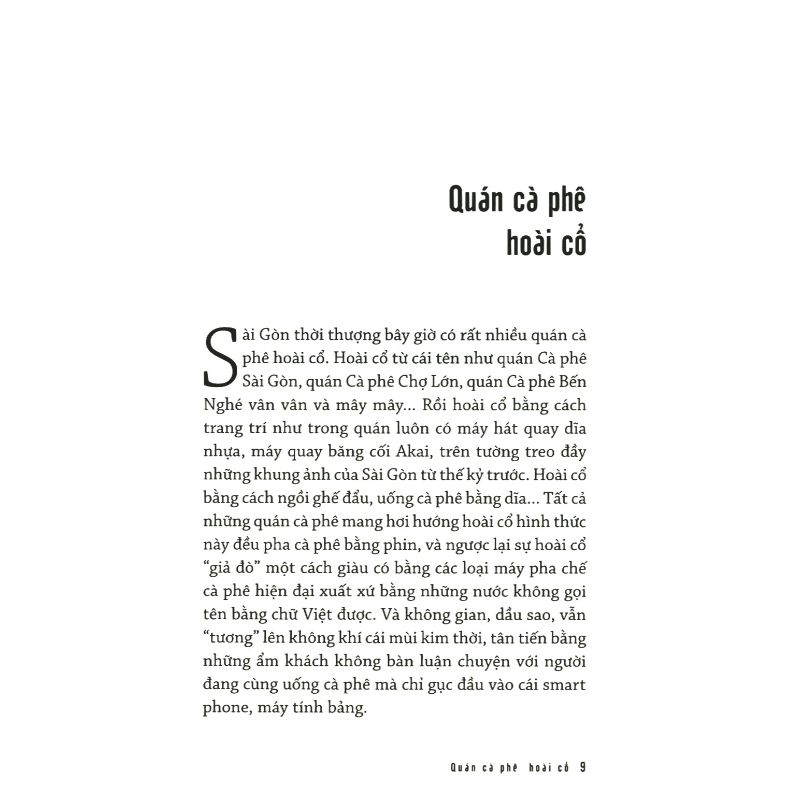 Quán cà phê
hoài cổ
Sài Gòn thời thượng bây giờ có rất nhiều quán cà
phê hoài cổ. Hoài cổ từ cái tên như quán Cà phê
Sài Gòn, quán Cà phê Chợ Lớn, quán Cà phê Bến
Nghé vân vân và mây mây... Rồi hoài cổ bằng cách
trang trí như trong quán luôn có máy hát quay dĩa
nhựa, máy quay băng cối Akai, trên tường treo đầy
những khung ảnh của Sài Gòn từ thế kỷ trước. Hoài cổ
bằng cách ngồi ghế đẩu, uống cà phê bằng dĩa... Tất cả
những quán cà phê mang hơi hướng hoài cổ hình thức
này đều pha cà phê bằng phin, và ngược lại sự hoài cổ
“giả đò” một cách giàu có bằng các loại máy pha chế
cà phê hiện đại xuất xứ bằng những nước không gọi
tên bằng chữ Việt được. Và không gian, dầu sao, vẫn
“tương” lên không khí cái mùi kim thời, tân tiến bằng
những ẩm khách không bàn luận chuyện với người
đang cùng uống cà phê mà chỉ gục đầu vào cái smart
phone, máy tính bảng.
Quán cà phê hoài cổ 9